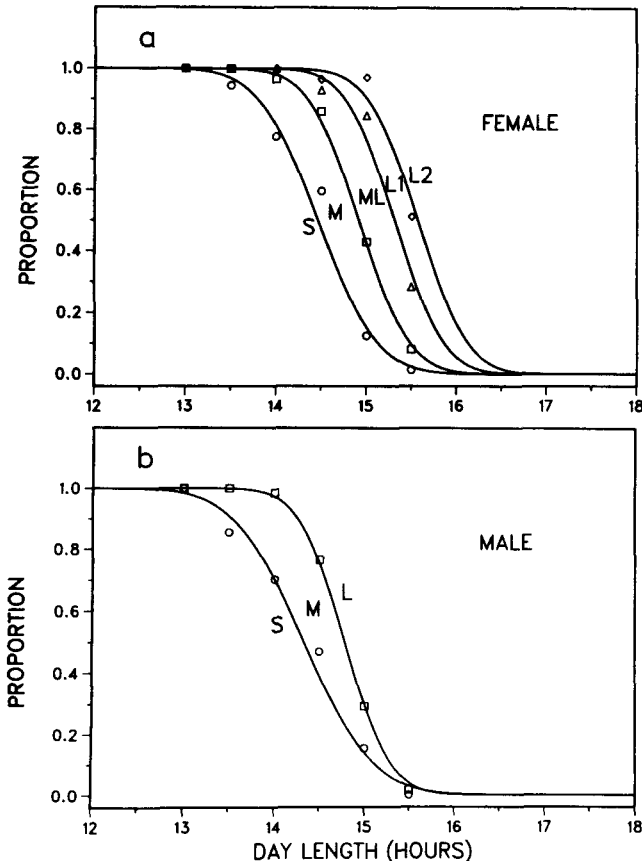 a
FEMALE
PROPORTION
1.0
0.8
0.6
0.4
0.2
0.0
S
M
ML
L1
L2
12 13 14 15 16 17 18
b
MALE
PROPORTION
1.0
0.8
0.6
0.4
0.2
0.0
S
M
L
12 13 14 15 16 17 18
DAY LENGTH (HOURS)